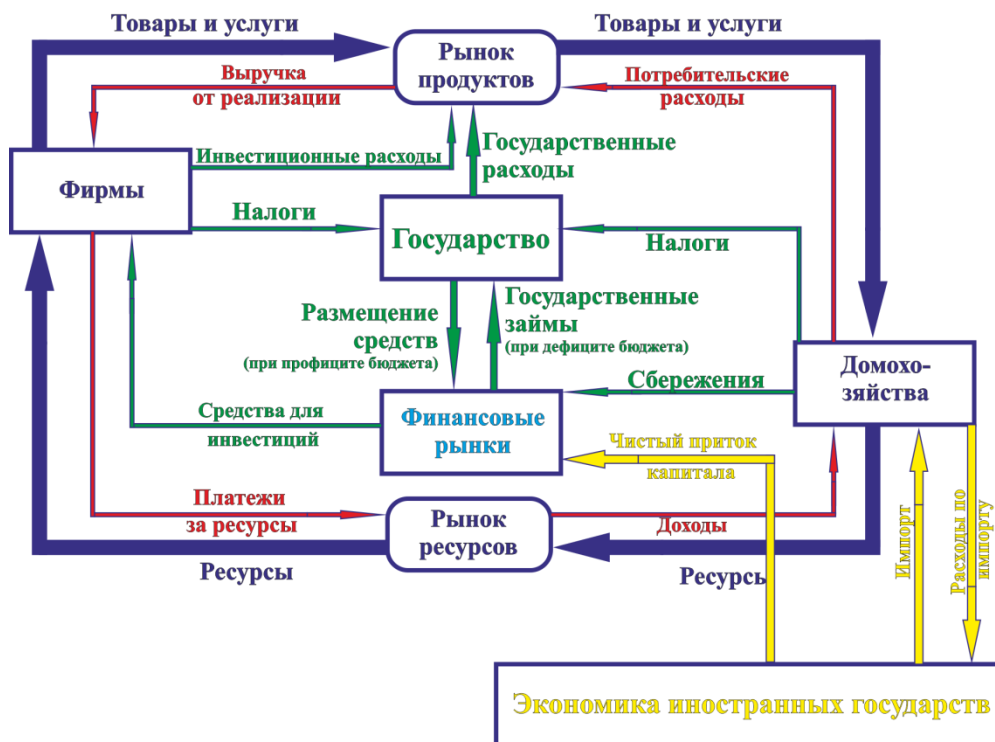 Товары и услуги
Товары и услуги
Рынок
продуктов
Выручка
от реализации
Потребительские
расходы
Инвестиционные расходы
Государственные
расходы
Фирмы
Налоги
Государство
Налоги
Размещение
средств
(при профиците бюджета)
Государственные
займы
(при дефиците бюджета)
Домохо-
зяйства
Сбережения
Средства для
инвестиций
Финансовые
рынки
Чистый приток
капитала
Платежи
за ресурсы
Рынок
ресурсов
Доходы
Импорт
Расходы по
импорту
Ресурсы
Ресурсы
Экономика иностранных государств